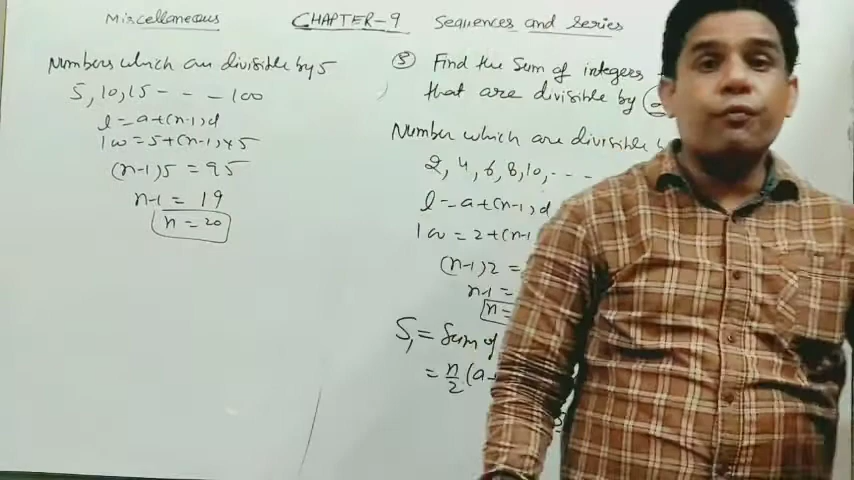 Miscellaneous CHAPTER-9 Sequences and Series
Numbers which are divisible by 5
5, 10, 15 - - - 100
l = a + (n-1) d
100 = 5 + (n-1) × 5
(n-1) 5 = 95
n-1 = 19
n = 20
⑤ Find the Sum of integers
that are divisible by 2
Number which are divisible
2, 4, 6, 8, 10, - - - -
l = a + (n-1) d
100 = 2 + (n-1
(n-1) 2 =
n-1 =
n =
S₁ = Sum of
= n/2 (a+